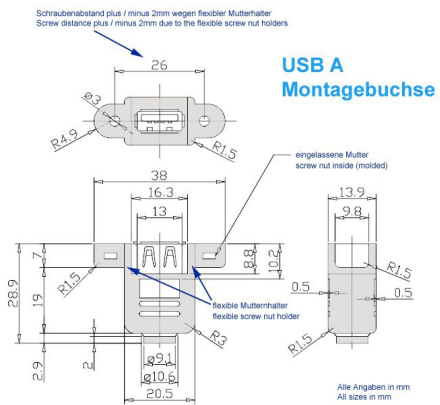 Schraubenabstand plus / minus 2mm wegen flexibler Mutterhalter
Screw distance plus / minus 2mm due to the flexible screw nut holders
USB A
Montagebuchse
26
ø3
R4.9
R1.5
eingelassene Mutter
screw nut inside (molded)
38
16.3
13
13.9
9.8
7
8.8
10.2
R1.5
R1.5
28.9
19
0.5
0.5
flexible Mutternhalter
flexible screw nut holder
R3
R1.5
2.9
2
ø9.1
ø10.6
20.5
Alle Angaben in mm
All sizes in mm